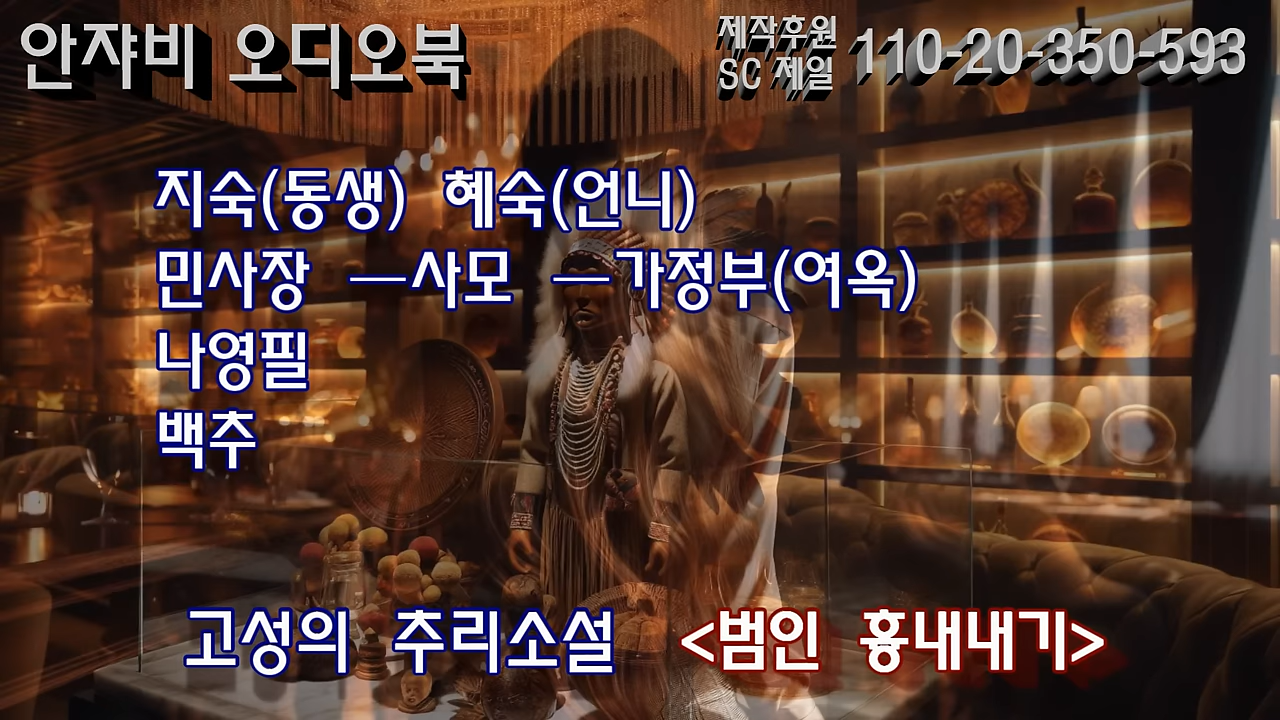 안쟈비 오디오북
제작후원
SC 제일
110-20-350-593
지숙(동생) 혜숙(언니)
민사장 —사모 —가정부(여옥)
나영필
백추
고성의 추리소설 <범인 흉내내기>